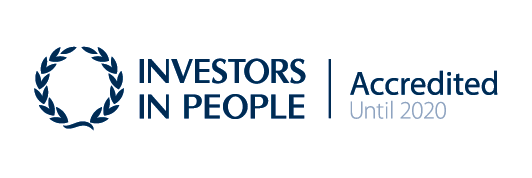 INVESTORS
IN PEOPLE
Accredited
Until 2020